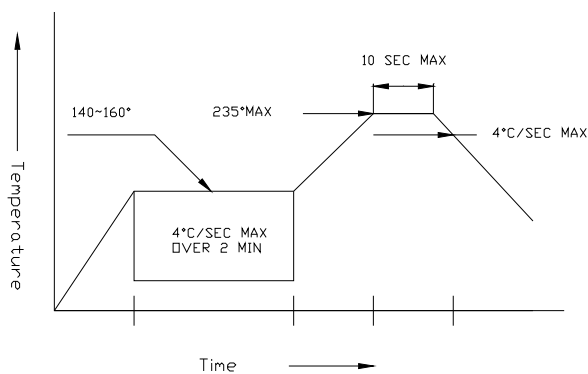 10 SEC MAX
140~160°
235°MAX
4°C/SEC MAX
Temperature
4°C/SEC MAX
OVER 2 MIN
Time